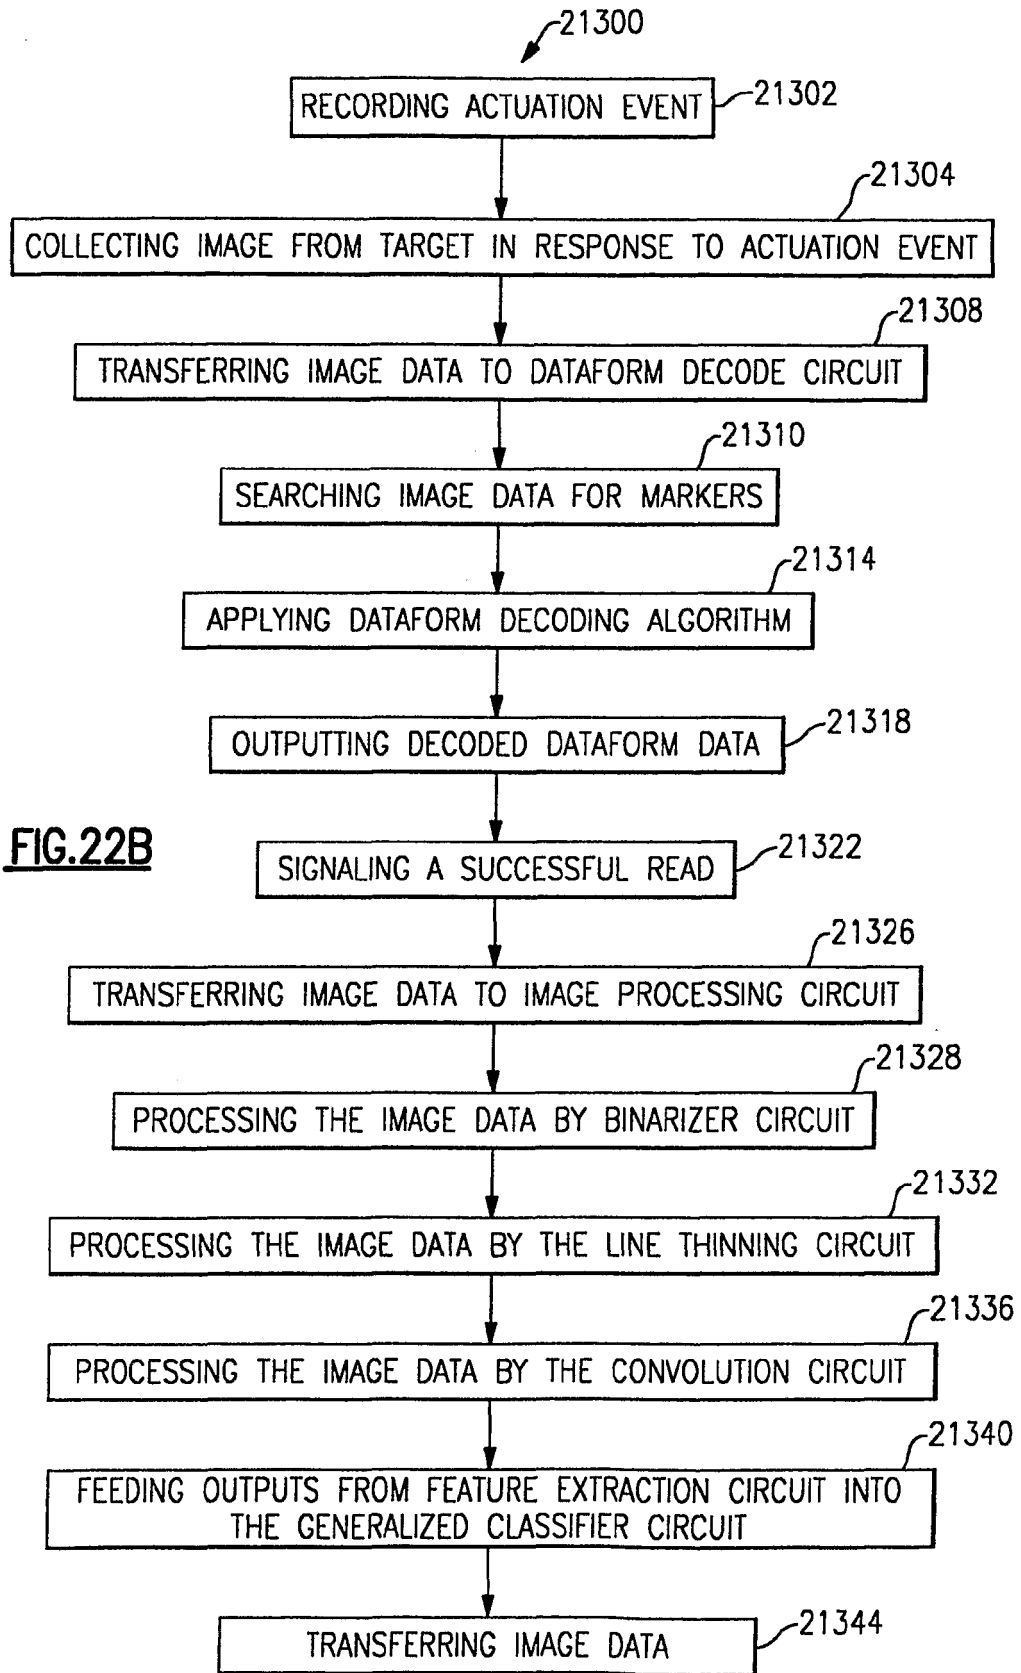 21300
RECORDING ACTUATION EVENT
21302
21304
COLLECTING IMAGE FROM TARGET IN RESPONSE TO ACTUATION EVENT
21308
TRANSFERRING IMAGE DATA TO DATAFORM DECODE CIRCUIT
21310
SEARCHING IMAGE DATA FOR MARKERS
21314
APPLYING DATAFORM DECODING ALGORITHM
21318
OUTPUTTING DECODED DATAFORM DATA
FIG.22B
21322
SIGNALING A SUCCESSFUL READ
21326
TRANSFERRING IMAGE DATA TO IMAGE PROCESSING CIRCUIT
21328
PROCESSING THE IMAGE DATA BY BINARIZER CIRCUIT
21332
PROCESSING THE IMAGE DATA BY THE LINE THINNING CIRCUIT
21336
PROCESSING THE IMAGE DATA BY THE CONVOLUTION CIRCUIT
21340
FEEDING OUTPUTS FROM FEATURE EXTRACTION CIRCUIT INTO
THE GENERALIZED CLASSIFIER CIRCUIT
21344
TRANSFERRING IMAGE DATA